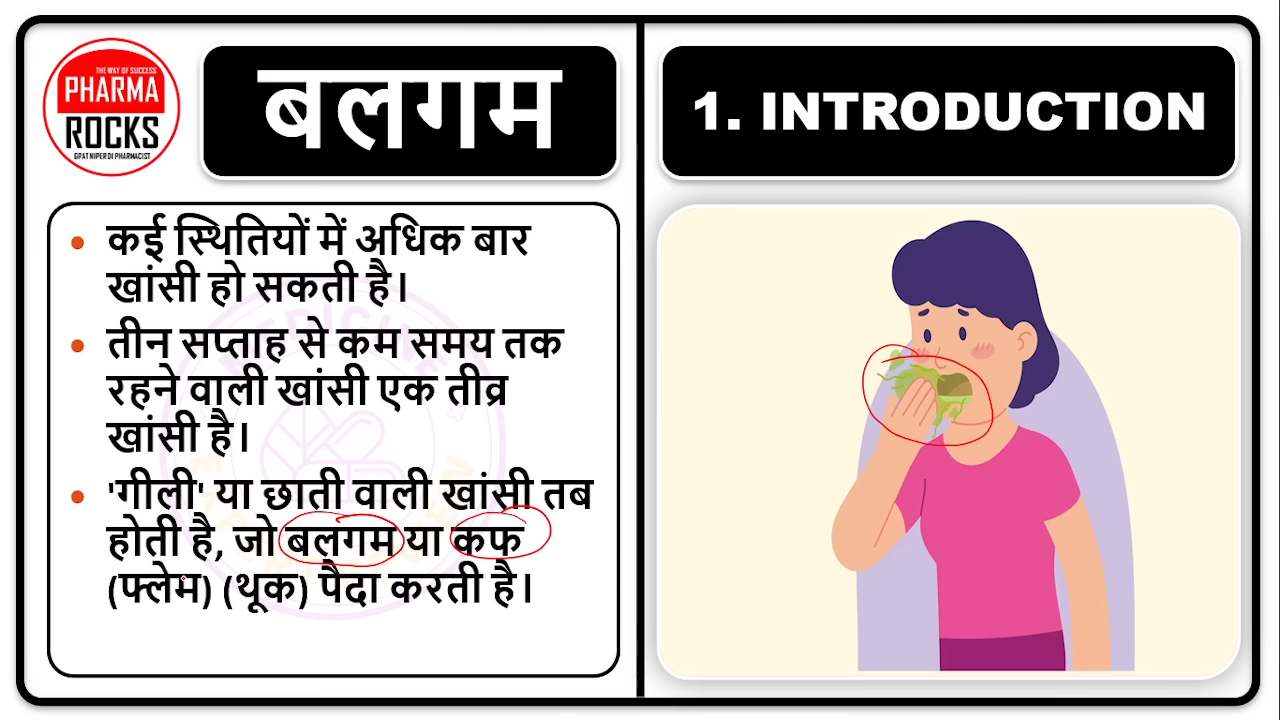 THE WAY OF SUCCESS
PHARMA
ROCKS
GPAT NIPER DI PHARMACIST
बलगम
1. INTRODUCTION
• कई स्थितियों में अधिक बार
खांसी हो सकती है।
• तीन सप्ताह से कम समय तक
रहने वाली खांसी एक तीव्र
खांसी है।
• 'गीली' या छाती वाली खांसी तब
होती है, जो बलगम या कफ
(फ्लेम) (थूक) पैदा करती है।